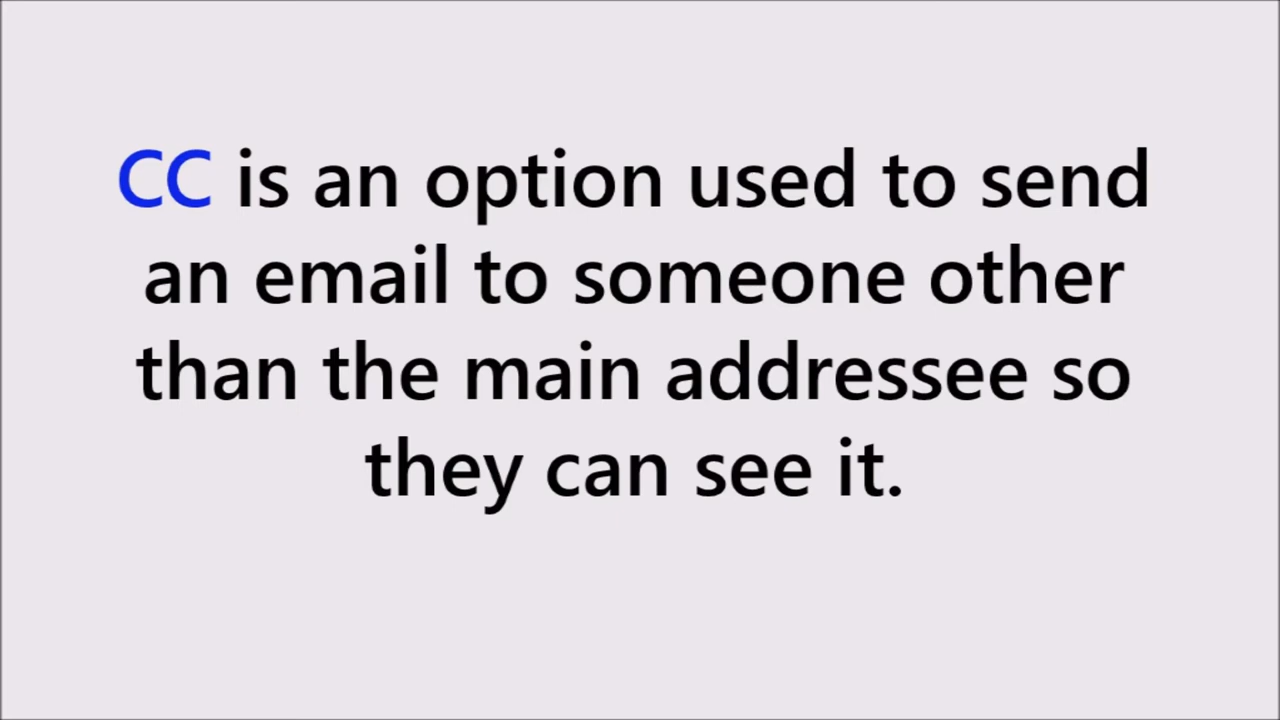 CC is an option used to send
an email to someone other
than the main addressee so
they can see it.